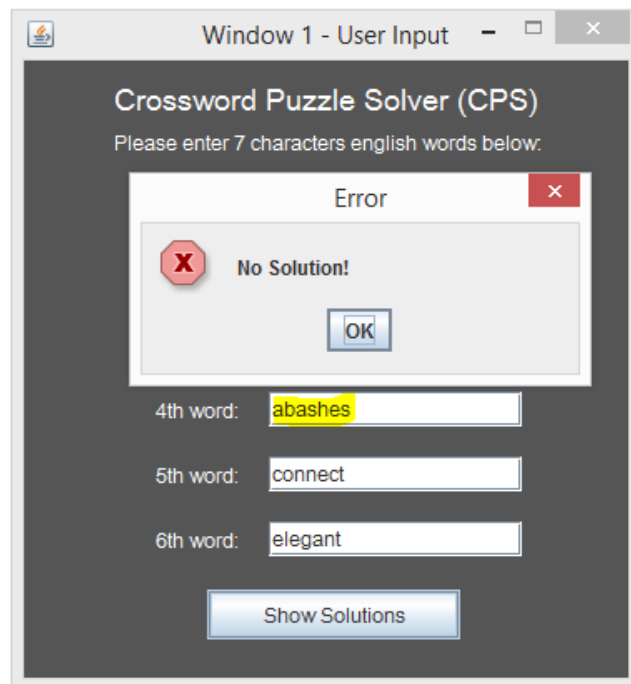 Window 1 - User Input
Crossword Puzzle Solver (CPS)
Please enter 7 characters english words below:
Error
No Solution!
OK
4th word: abashes
5th word: connect
6th word: elegant
Show Solutions